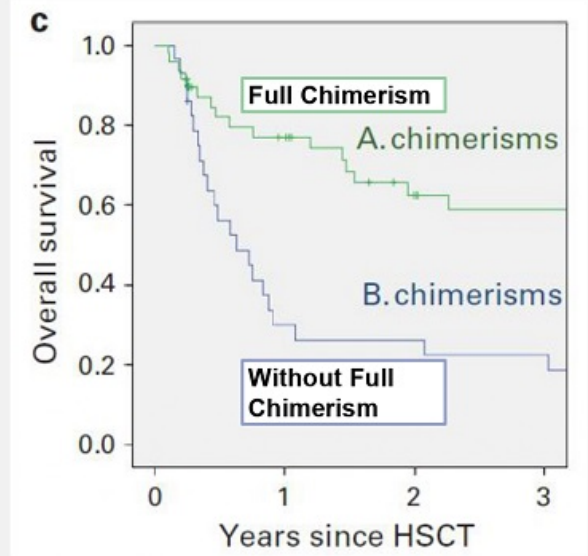 c
1.0
Full Chimerism
0.8
A.chimerisms
0.6
Overall survival
0.4
B.chimerisms
0.2
Without Full
Chimerism
0.0
0 1 2 3
Years since HSCT